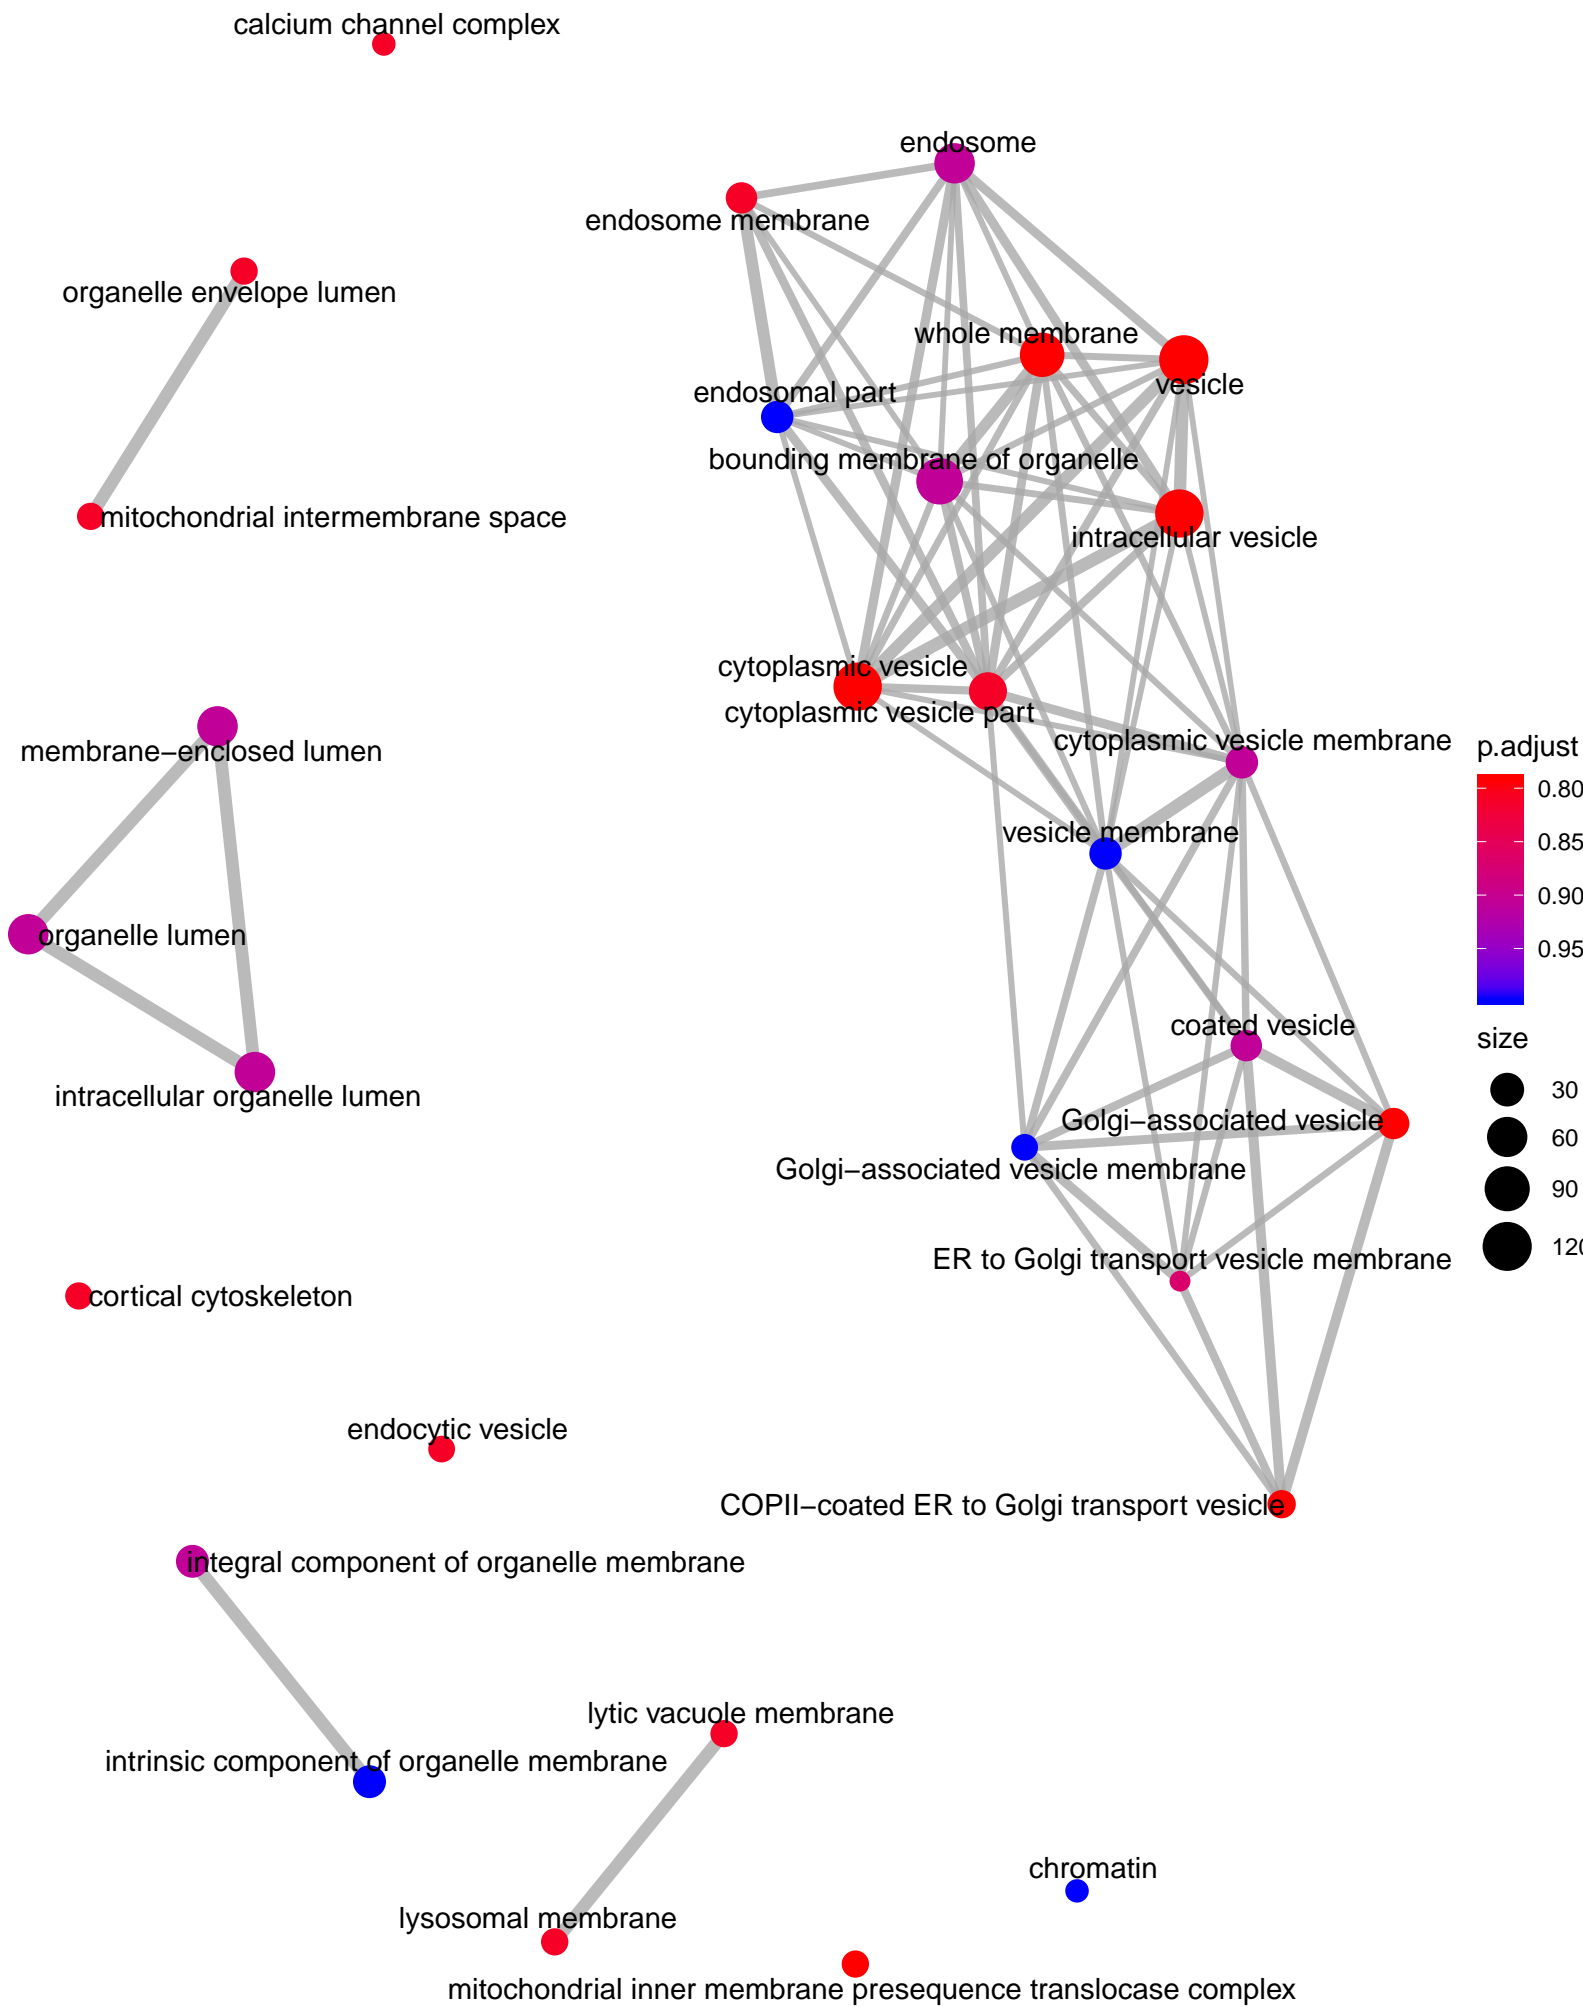 calcium channel complex
endosome
endosome membrane
organelle envelope lumen
whole membrane
vesicle
endosomal part
bounding membrane of organelle
mitochondrial intermembrane space
intracellular vesicle
cytoplasmic vesicle
cytoplasmic vesicle part
cytoplasmic vesicle membrane
membrane−enclosed lumen
vesicle membrane
organelle lumen
coated vesicle
intracellular organelle lumen
Golgi−associated vesicle
Golgi−associated vesicle membrane
ER to Golgi transport vesicle membrane
cortical cytoskeleton
endocytic vesicle
COPII−coated ER to Golgi transport vesicle
integral component of organelle membrane
lytic vacuole membrane
intrinsic component of organelle membrane
chromatin
lysosomal membrane
mitochondrial inner membrane presequence translocase complex
p.adjust
0.80
0.85
0.90
0.95
size
30
60
90
120